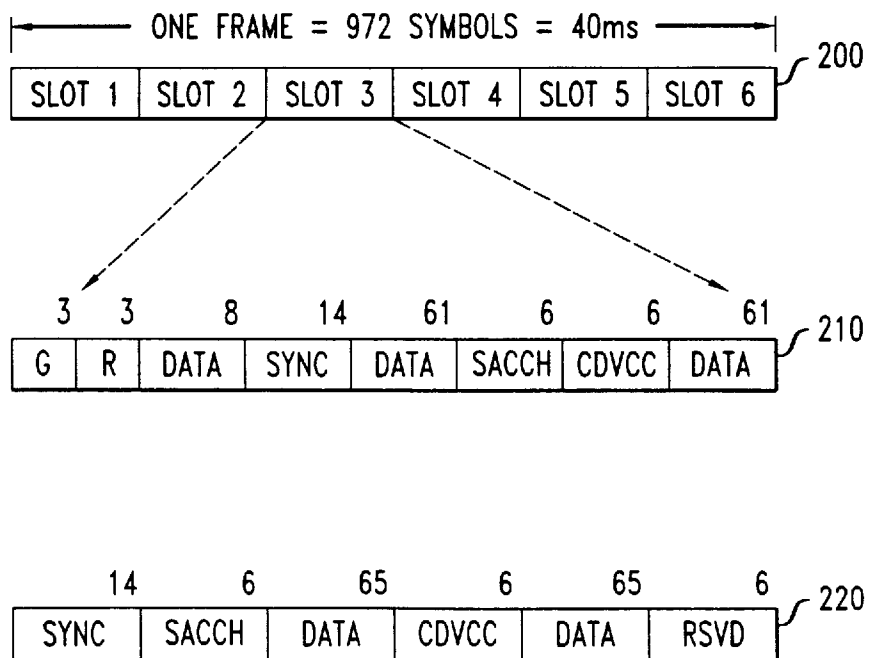 ONE FRAME = 972 SYMBOLS = 40ms
200
SLOT 1 SLOT 2 SLOT 3 SLOT 4 SLOT 5 SLOT 6
3 3 8 14 61 6 6 61
210
G R DATA SYNC DATA SACCH CDVCC DATA
14 6 65 6 65 6
220
SYNC SACCH DATA CDVCC DATA RSVD